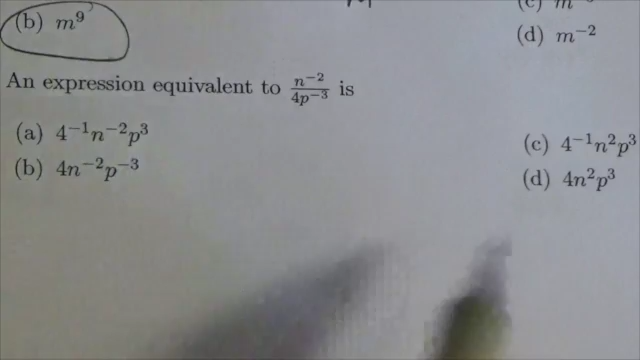 (b) m⁹
(d) m⁻²
An expression equivalent to n⁻²/4p⁻³ is
(a) 4⁻¹n⁻²p³
(b) 4n⁻²p⁻³
(c) 4⁻¹n²p³
(d) 4n²p³